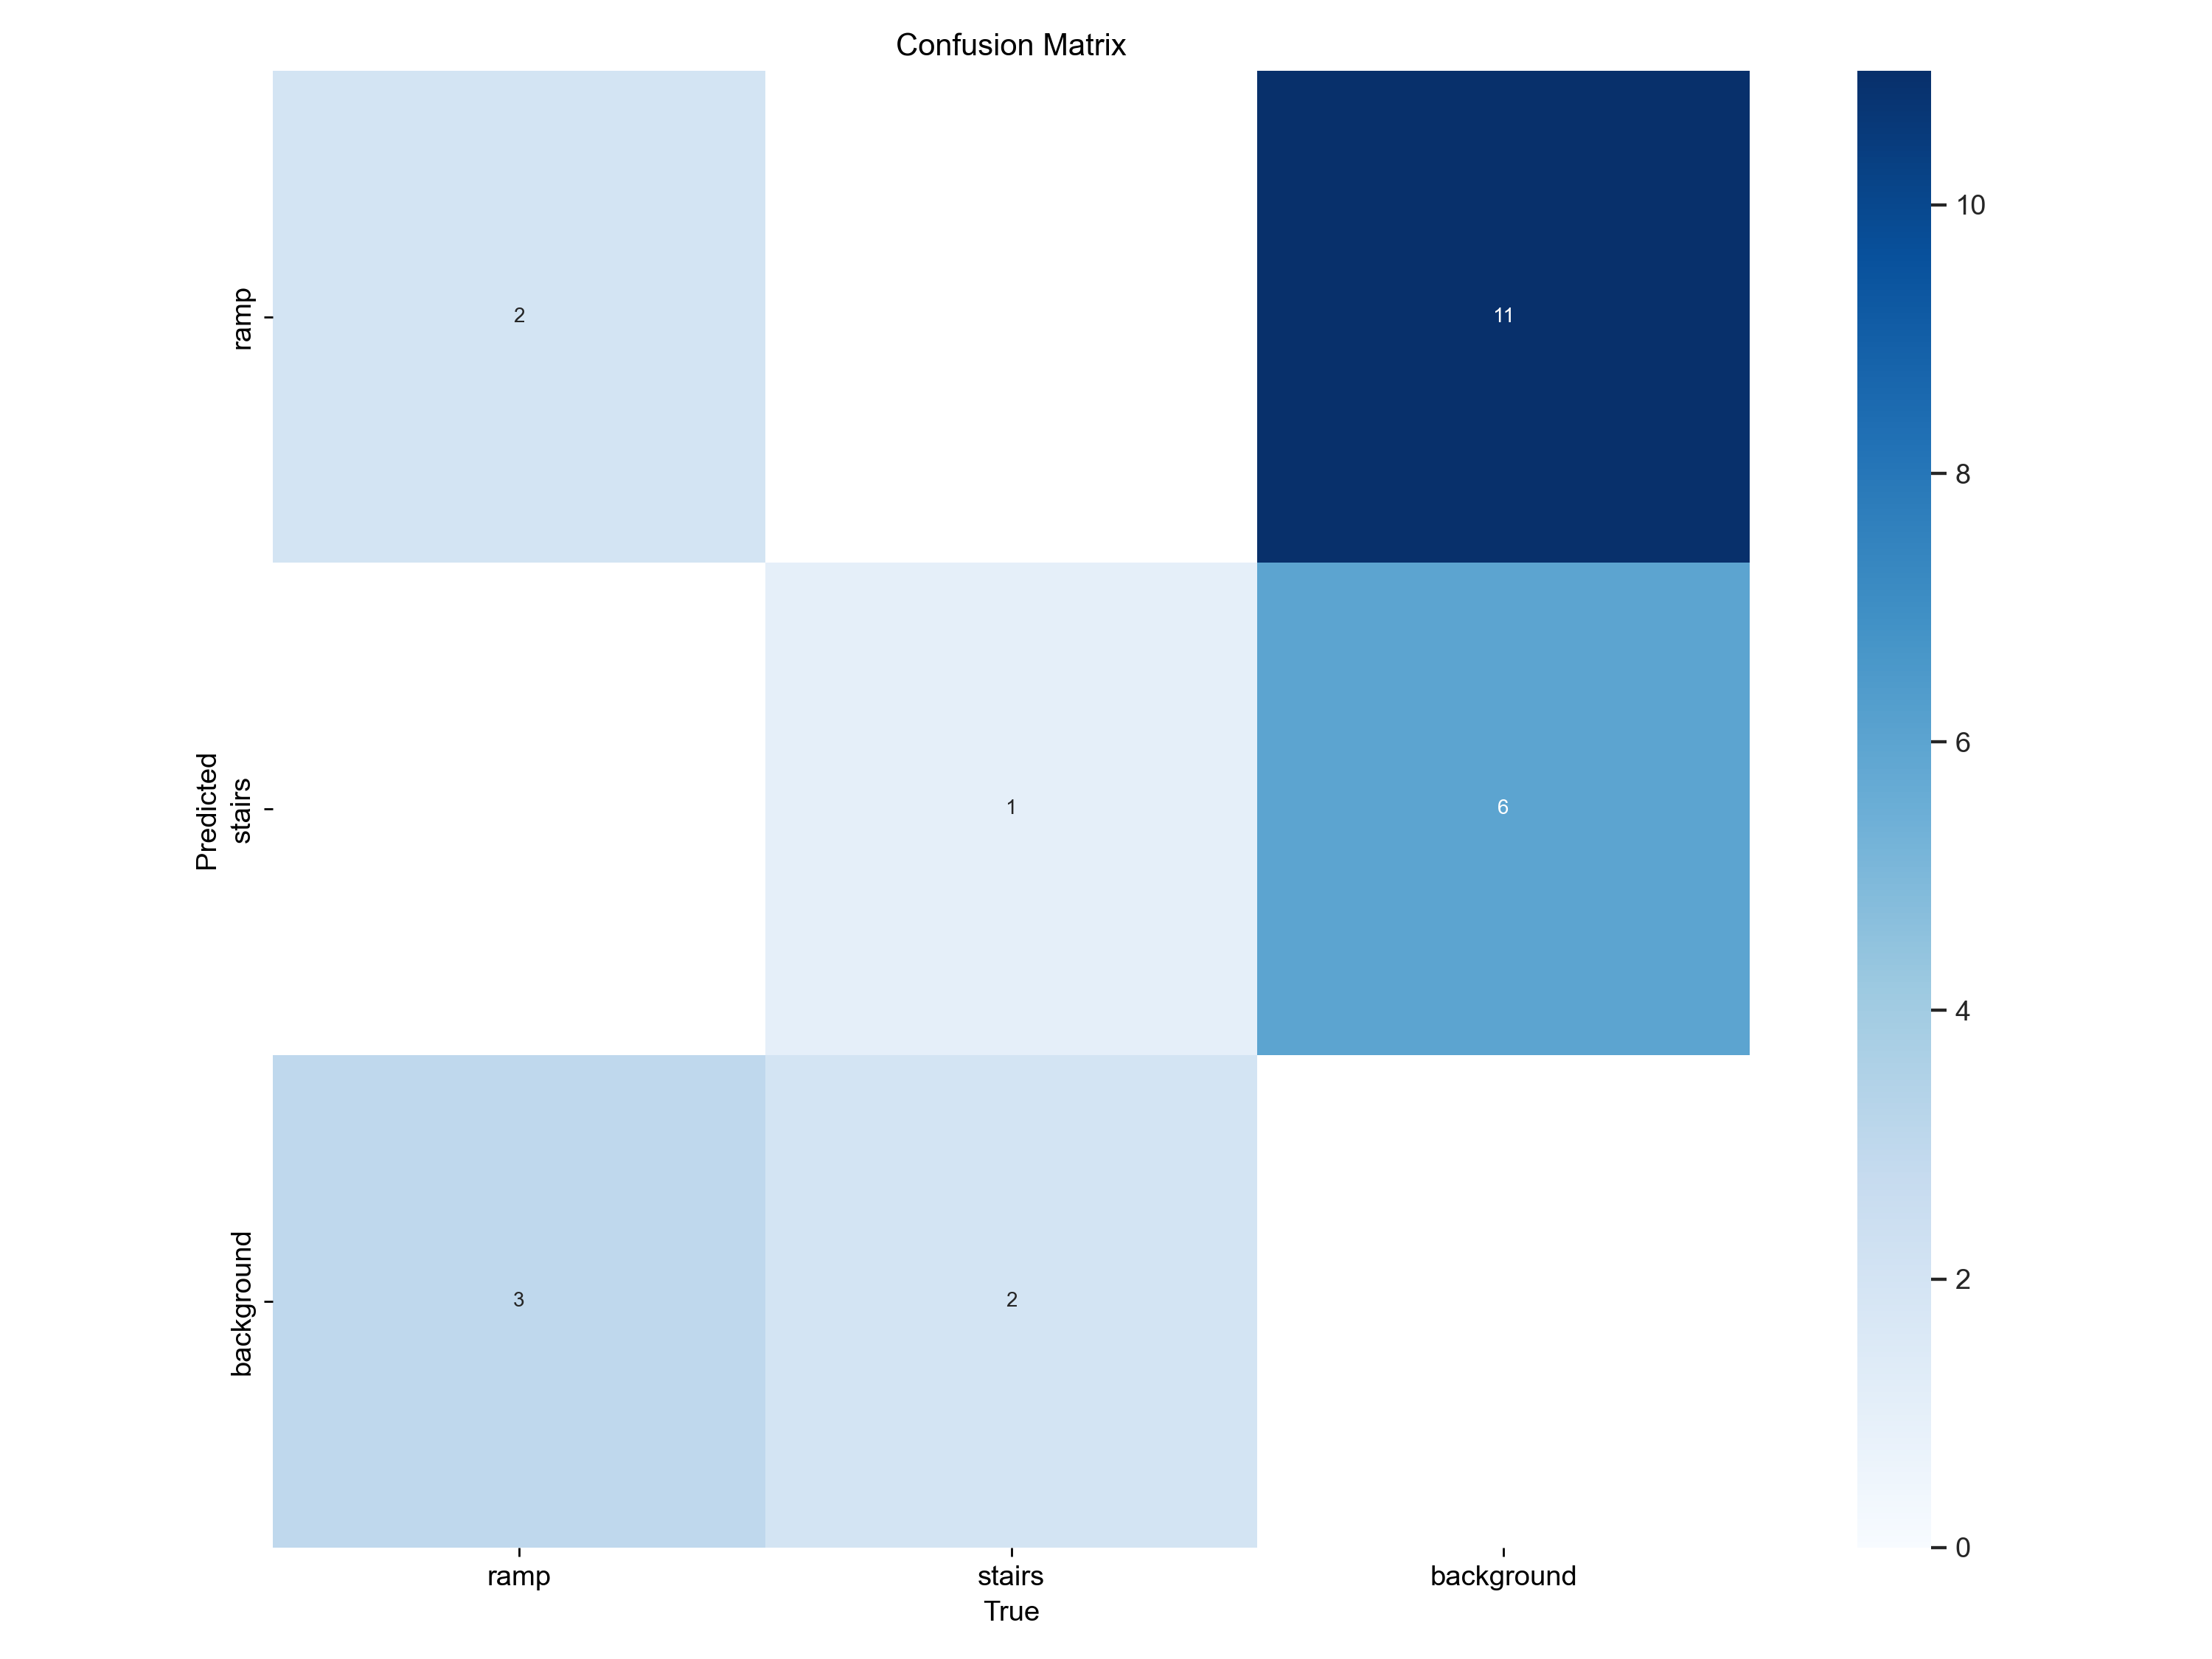 Confusion Matrix
ramp
2
11
10
8
6
Predicted
stairs
1
6
4
background
3
2
2
0
ramp
stairs
background
True